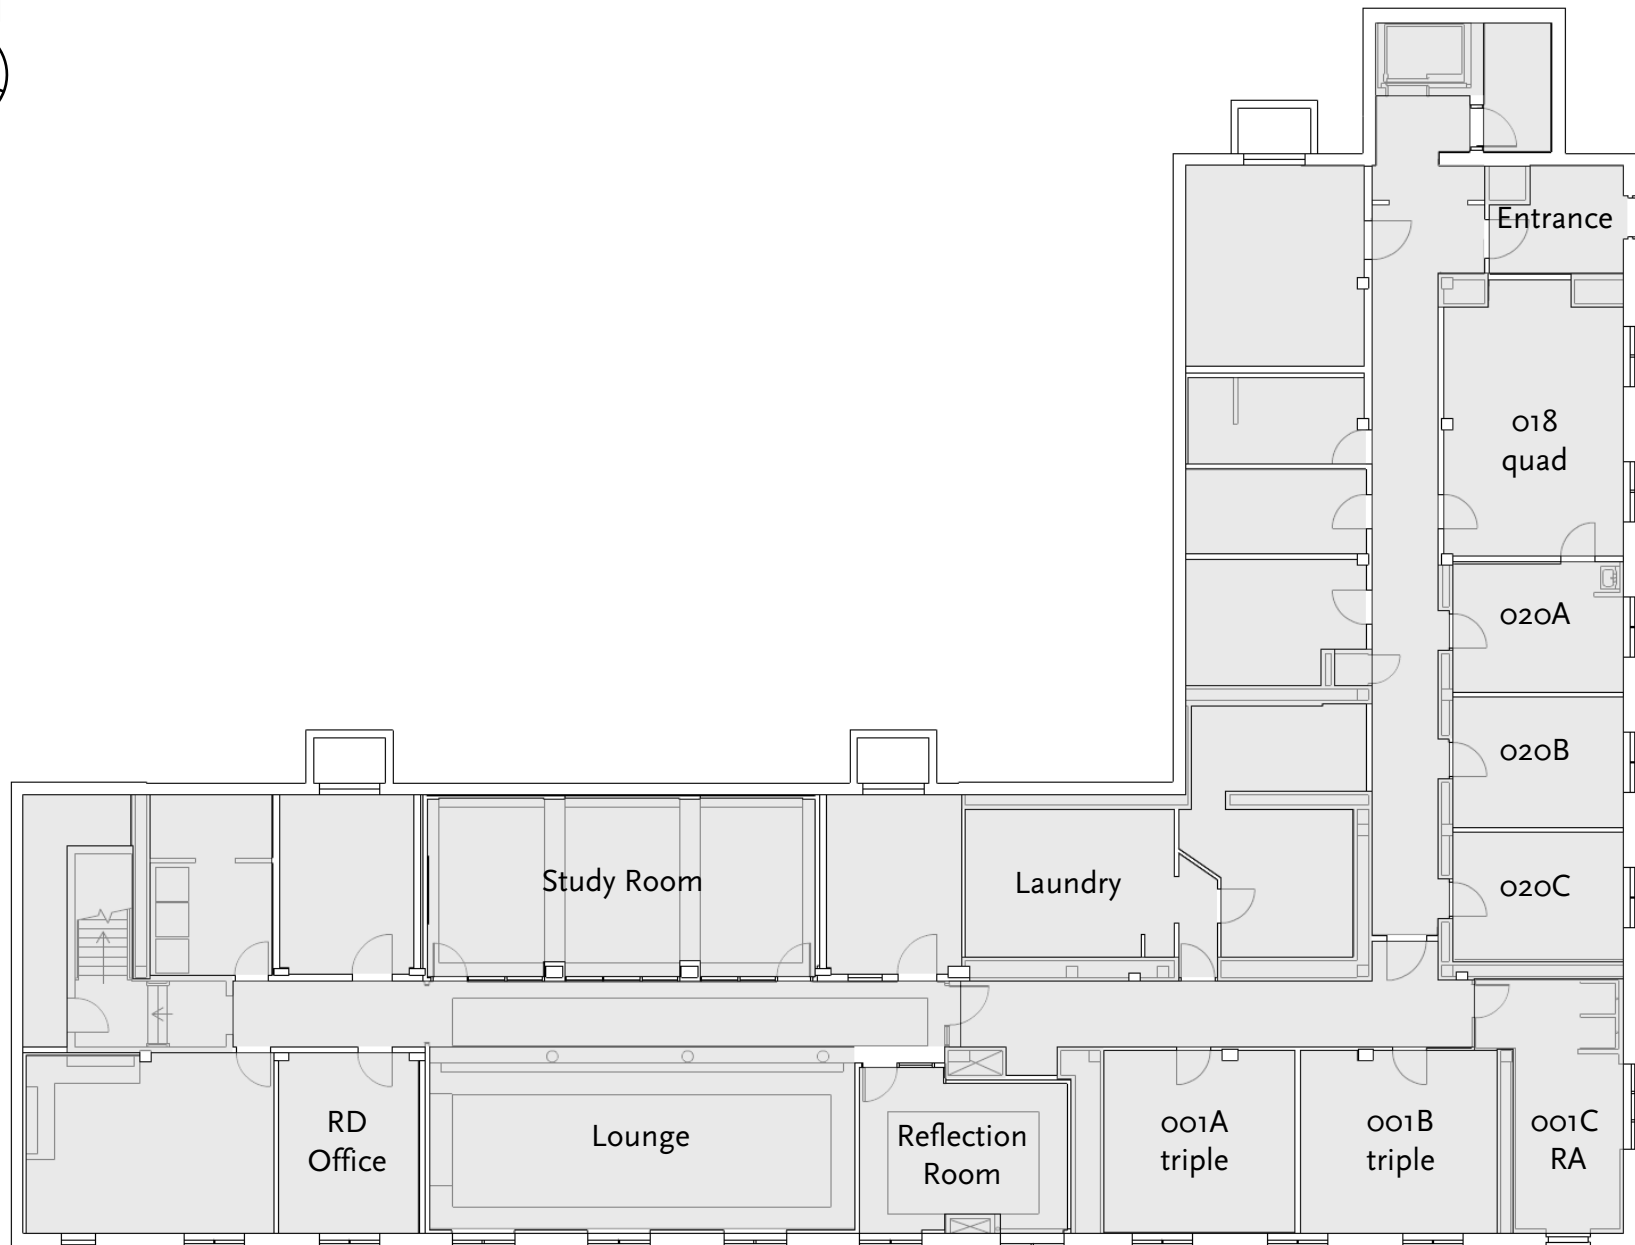 Entrance
018
quad
020A
020B
020C
Study Room
Laundry
RD
Office
Lounge
Reflection
Room
001A
triple
001B
triple
001C
RA